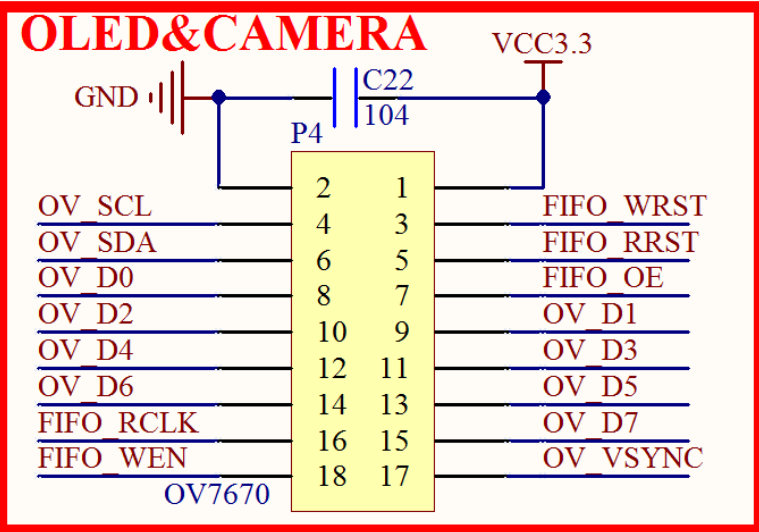 OLED&CAMERA
VCC3.3
GND
C22
104
P4
2 1
OV_SCL
4 3
FIFO_WRST
OV_SDA
6 5
FIFO_RRST
OV_D0
8 7
FIFO_OE
OV_D2
10 9
OV_D1
OV_D4
12 11
OV_D3
OV_D6
14 13
OV_D5
FIFO_RCLK
16 15
OV_D7
FIFO_WEN
18 17
OV_VSYNC
OV7670